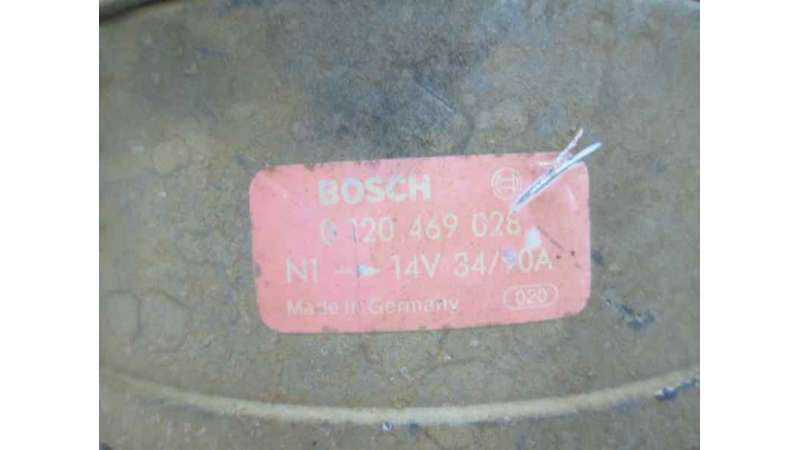 BOSCH
0 120 469 028
N1 → 14V 34/90A
Made in Germany 020